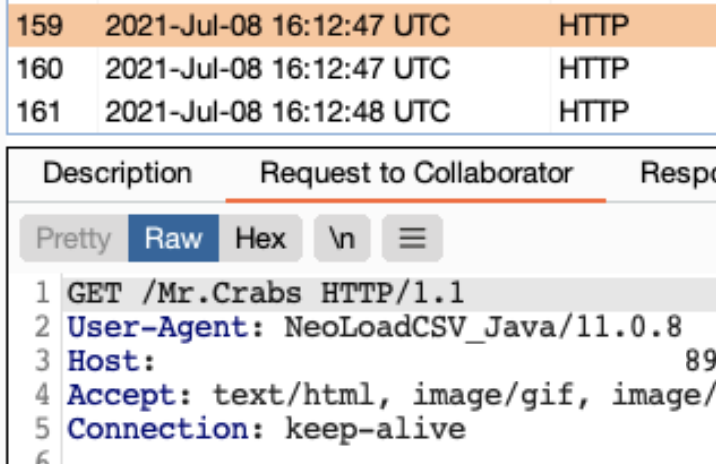 159 2021-Jul-08 16:12:47 UTC HTTP
160 2021-Jul-08 16:12:47 UTC HTTP
161 2021-Jul-08 16:12:48 UTC HTTP
Description Request to Collaborator Respo
Pretty Raw Hex \n ☰
1 GET /Mr.Crabs HTTP/1.1
2 User-Agent: NeoLoadCSV_Java/11.0.8
3 Host: 89
4 Accept: text/html, image/gif, image/
5 Connection: keep-alive
6